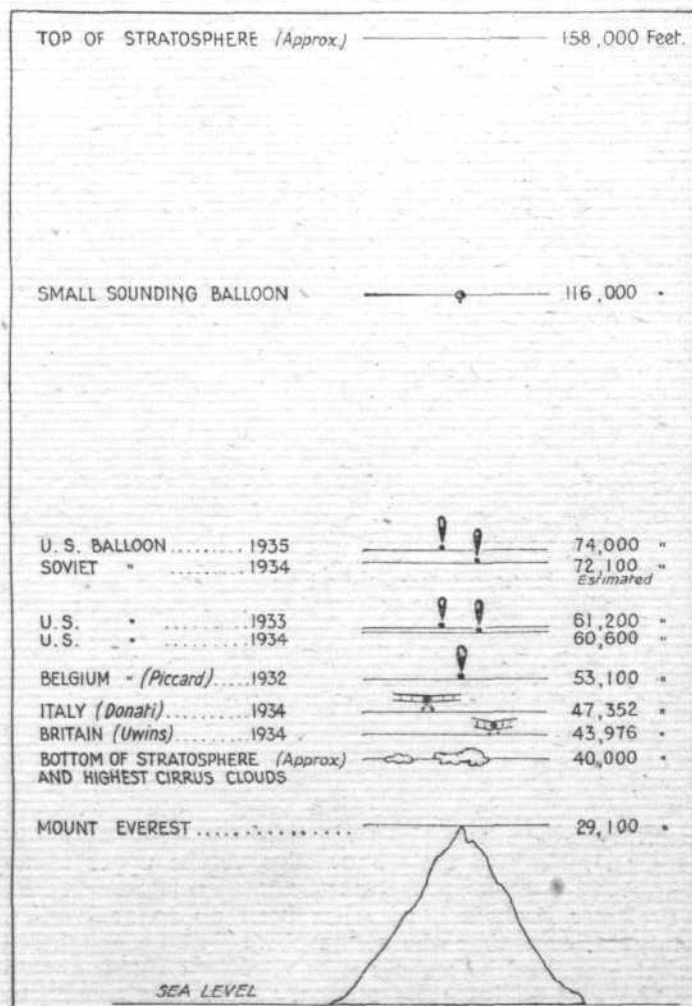 TOP OF STRATOSPHERE (Approx.) 158,000 Feet.
SMALL SOUNDING BALLOON 116,000 "
U.S. BALLOON ........ 1935 74,000 "
SOVIET " ........ 1934 72,100 "
Estimated
U.S. " ........ 1933 61,200 "
U.S. " ........ 1934 60,600 "
BELGIUM " (Piccard) ..... 1932 53,100 "
ITALY (Donati) ......... 1934 47,352 "
BRITAIN (Uwins) ........ 1934 43,976 "
BOTTOM OF STRATOSPHERE (Approx) 40,000 "
AND HIGHEST CIRRUS CLOUDS
MOUNT EVEREST .............. 29,100 "
SEA LEVEL